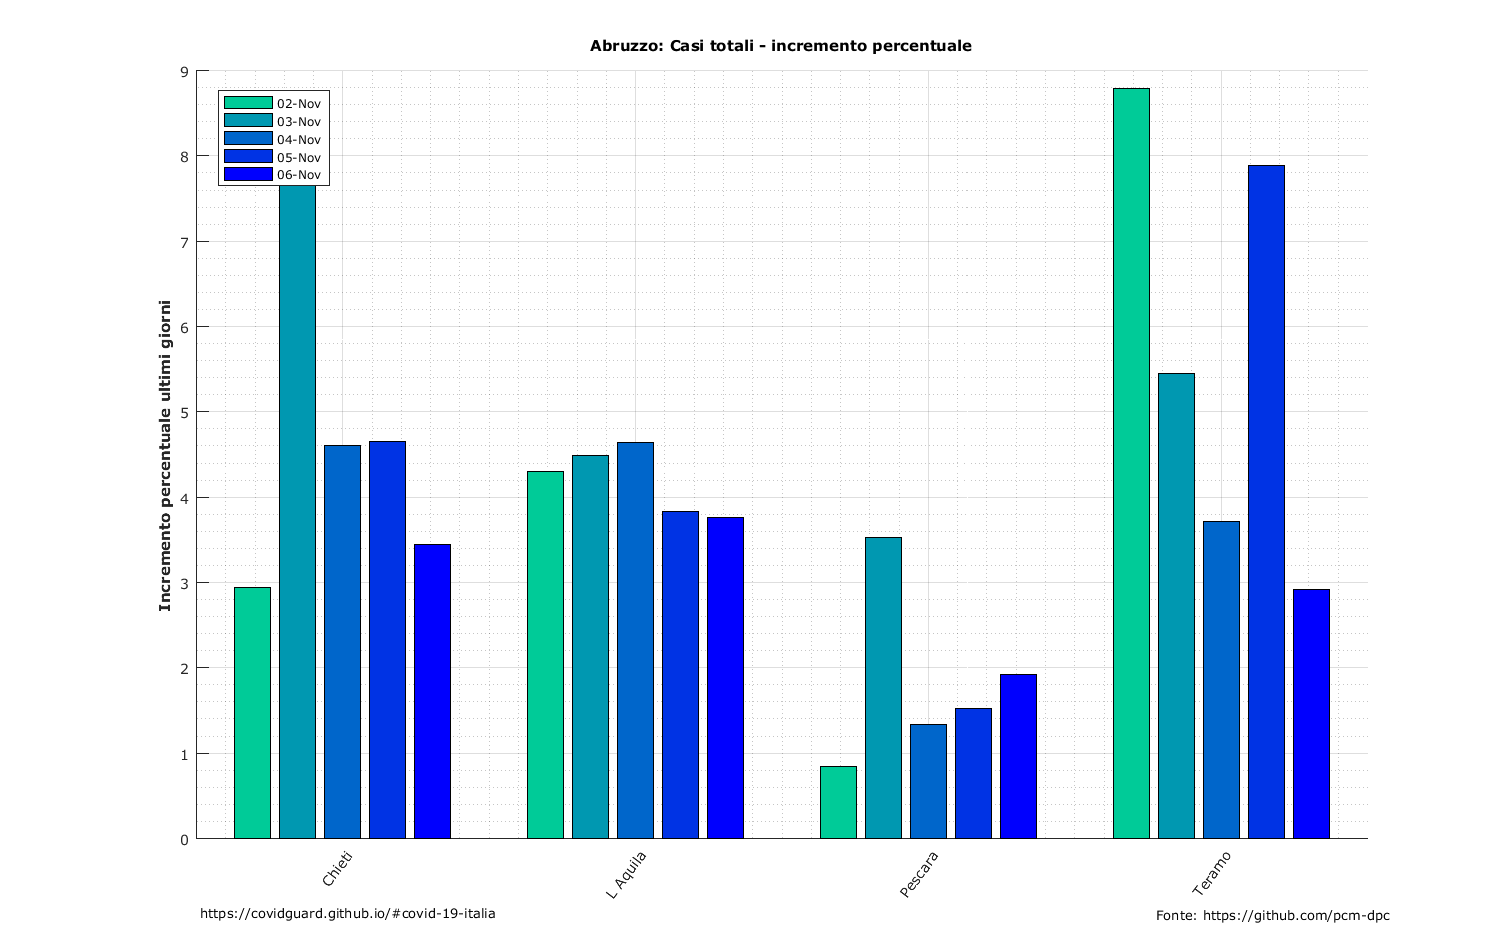 Abruzzo: Casi totali - incremento percentuale
9
8
7
6
5
4
3
2
1
0
Incremento percentuale ultimi giorni
02-Nov
03-Nov
04-Nov
05-Nov
06-Nov
Chieti
L Aquila
Pescara
Teramo
https://covidguard.github.io/#covid-19-italia
Fonte: https://github.com/pcm-dpc